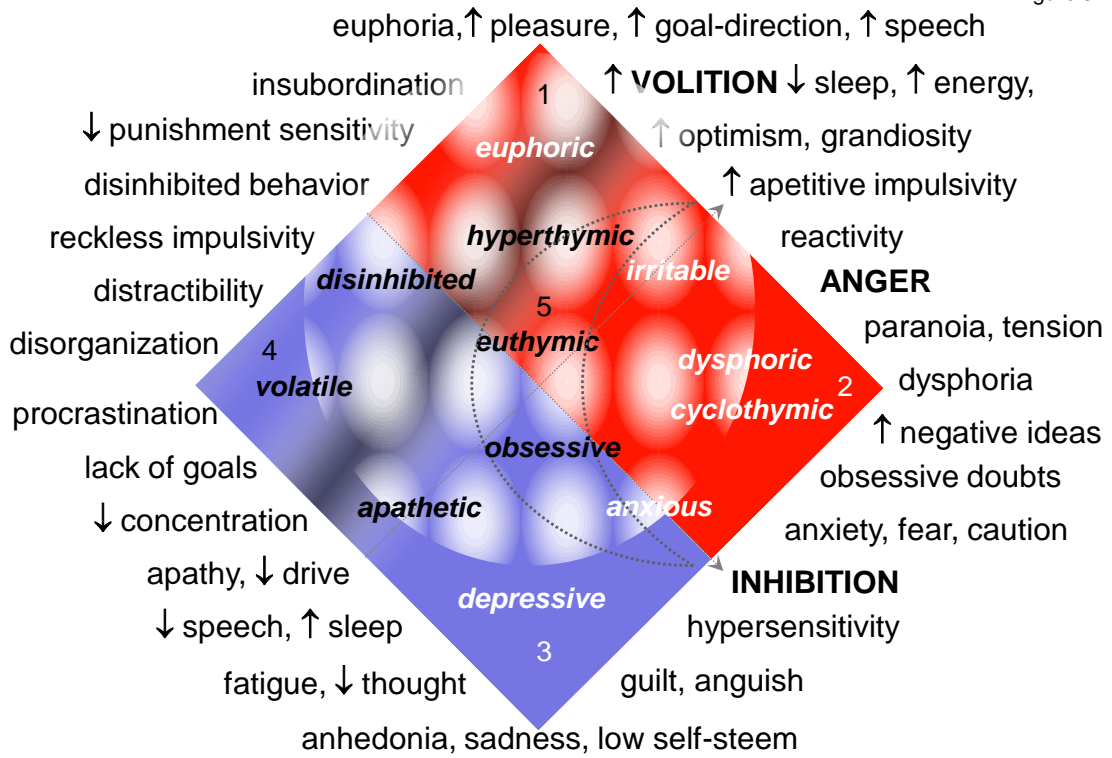 euphoria,↑ pleasure, ↑ goal-direction, ↑ speech
insubordination
1
↑ VOLITION ↓ sleep, ↑ energy,
↓ punishment sensitivity
euphoric
↑ optimism, grandiosity
disinhibited behavior
↑ apetitive impulsivity
reckless impulsivity
hyperthymic
reactivity
disinhibited
irritable
ANGER
distractibility
5
paranoia, tension
disorganization
4
euthymic
dysphoric
volatile
2
dysphoria
procrastination
cyclothymic
↑ negative ideas
lack of goals
obsessive
obsessive doubts
↓ concentration
apathetic
anxious
anxiety, fear, caution
apathy, ↓ drive
INHIBITION
depressive
↓ speech, ↑ sleep
hypersensitivity
3
fatigue, ↓ thought
guilt, anguish
anhedonia, sadness, low self-steem